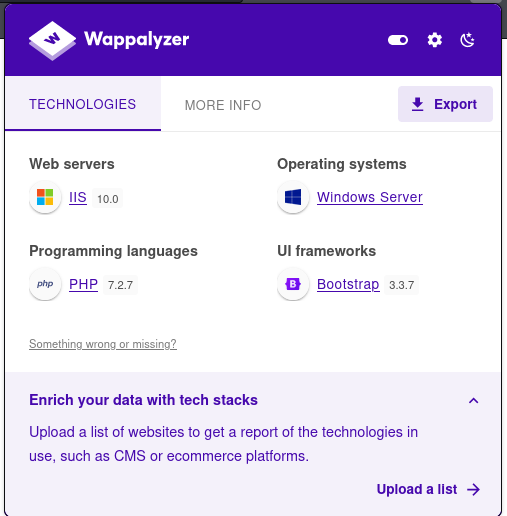 Wappalyzer
TECHNOLOGIES
MORE INFO
Export
Web servers
IIS 10.0
Operating systems
Windows Server
Programming languages
php PHP 7.2.7
UI frameworks
B Bootstrap 3.3.7
Something wrong or missing?
Enrich your data with tech stacks
Upload a list of websites to get a report of the technologies in
use, such as CMS or ecommerce platforms.
Upload a list